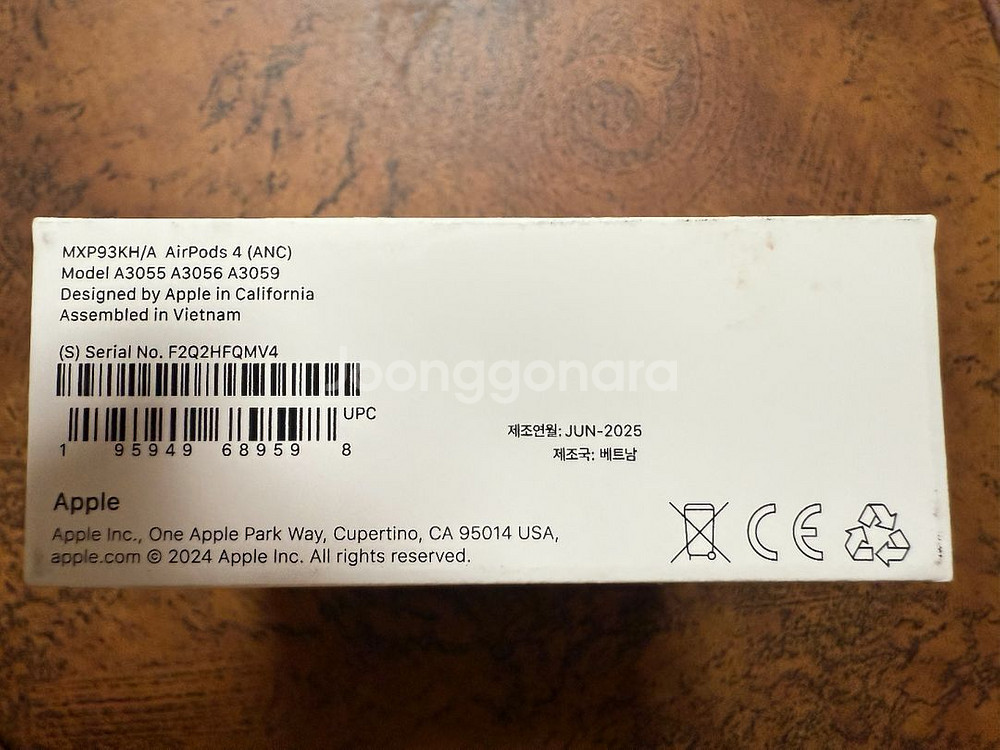 MXP93KH/A AirPods 4 (ANC)
Model A3055 A3056 A3059
Designed by Apple in California
Assembled in Vietnam
(S) Serial No. F2Q2HFQMV4
Joonggonara
UPC
1 95949 68959 8
제조연월: JUN-2025
제조국: 베트남
Apple
Apple Inc., One Apple Park Way, Cupertino, CA 95014 USA,
apple.com © 2024 Apple Inc. All rights reserved.
CE